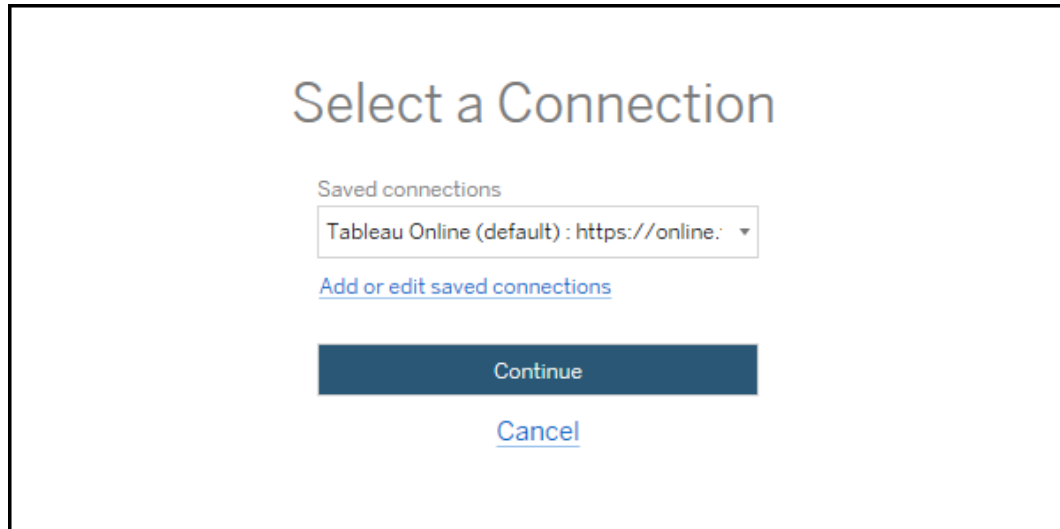 Select a Connection
Saved connections
Tableau Online (default) : https://online.
Add or edit saved connections
Continue
Cancel